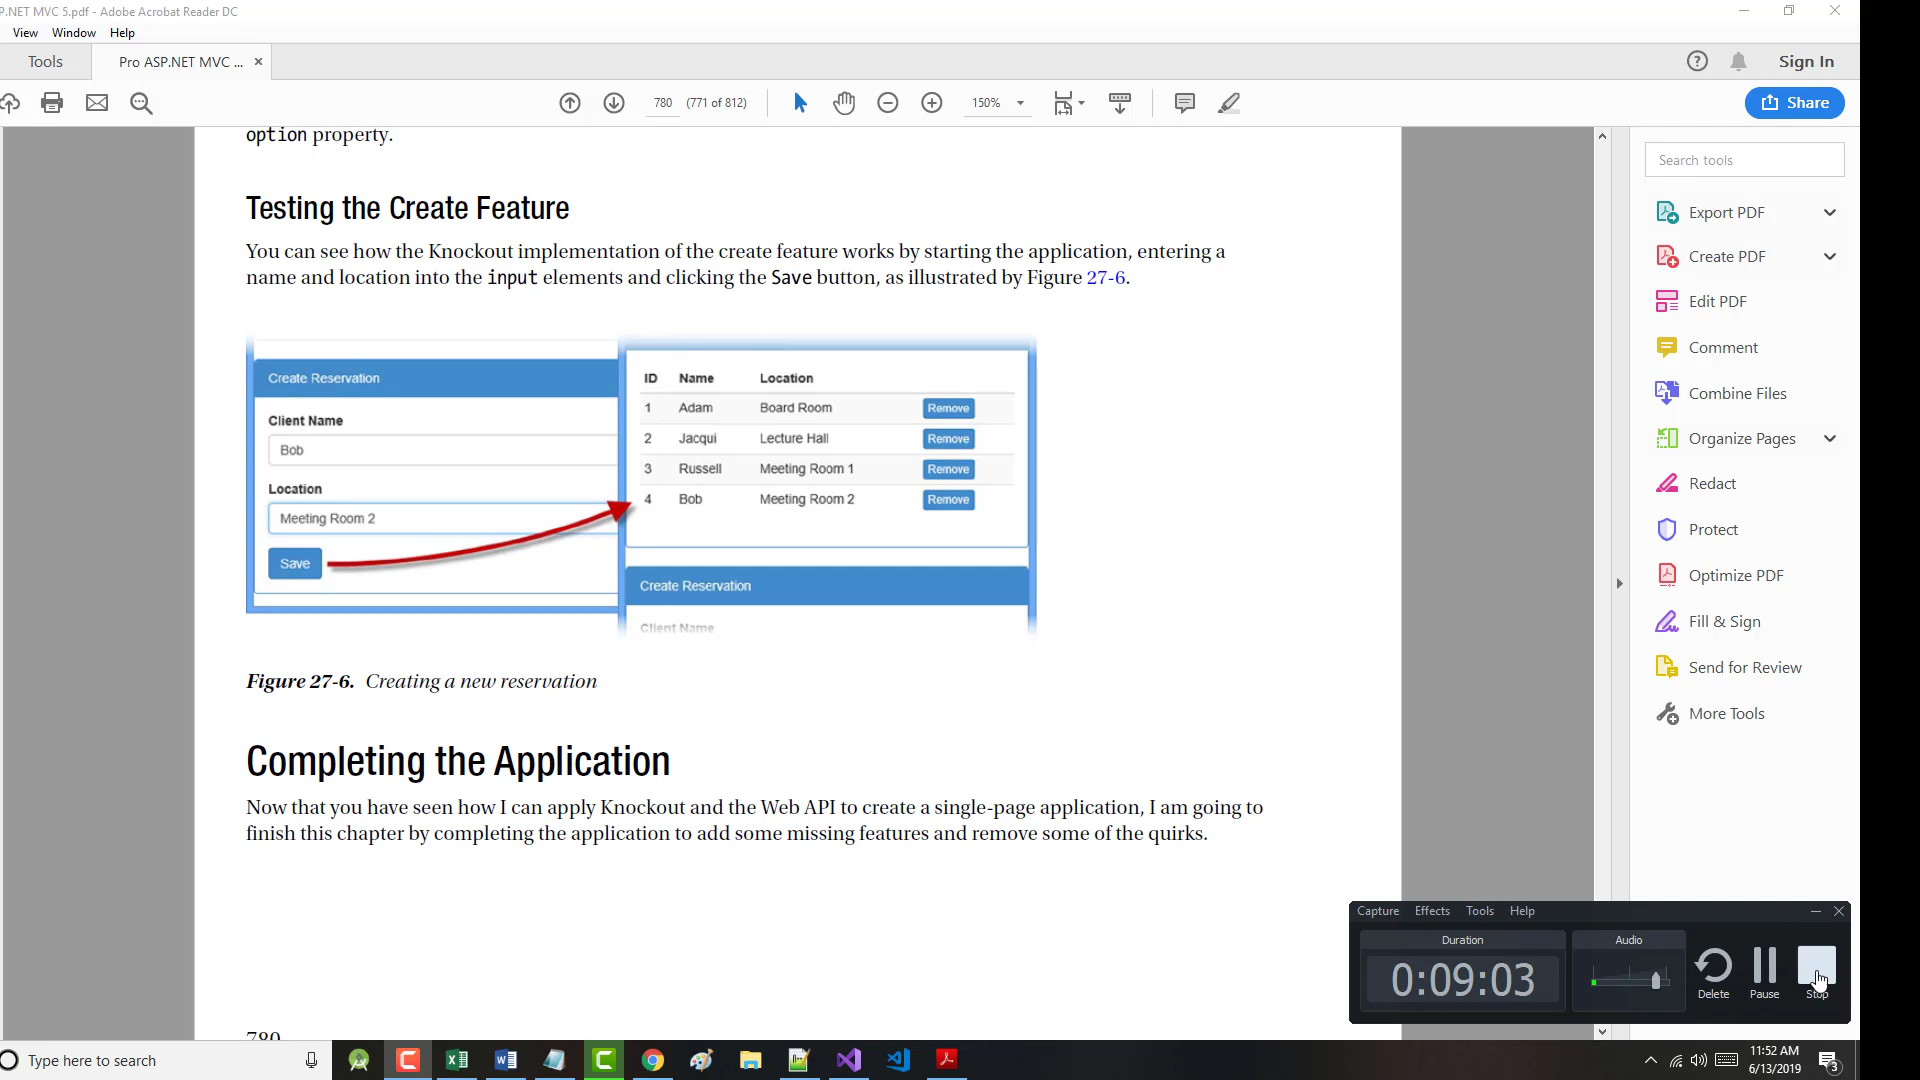 P.NET MVC 5.pdf - Adobe Acrobat Reader DC
View Window Help
Tools
Pro ASP.NET MVC ... ×
Sign In
780 (771 of 812)
150%
Share
option property.
Testing the Create Feature
You can see how the Knockout implementation of the create feature works by starting the application, entering a
name and location into the input elements and clicking the Save button, as illustrated by Figure 27-6.
Create Reservation
Client Name
Bob
Location
Meeting Room 2
Save
ID Name Location
1 Adam Board Room Remove
2 Jacqui Lecture Hall Remove
3 Russell Meeting Room 1 Remove
4 Bob Meeting Room 2 Remove
Create Reservation
Client Name
Figure 27-6. Creating a new reservation
Completing the Application
Now that you have seen how I can apply Knockout and the Web API to create a single-page application, I am going to
finish this chapter by completing the application to add some missing features and remove some of the quirks.
780
Search tools
Export PDF
Create PDF
Edit PDF
Comment
Combine Files
Organize Pages
Redact
Protect
Optimize PDF
Fill & Sign
Send for Review
More Tools
Capture Effects Tools Help
Duration
0:09:03
Audio
Delete
Pause
Stop
Type here to search
11:52 AM
6/13/2019
3